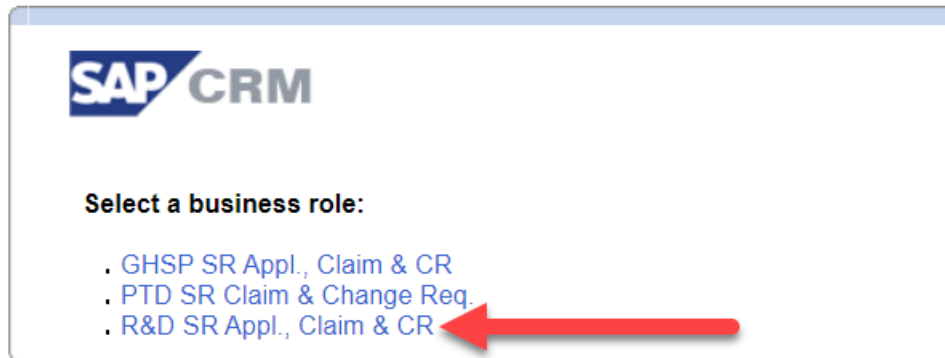 SAP CRM
Select a business role:
GHSP SR Appl., Claim & CR
PTD SR Claim & Change Req.
R&D SR Appl., Claim & CR